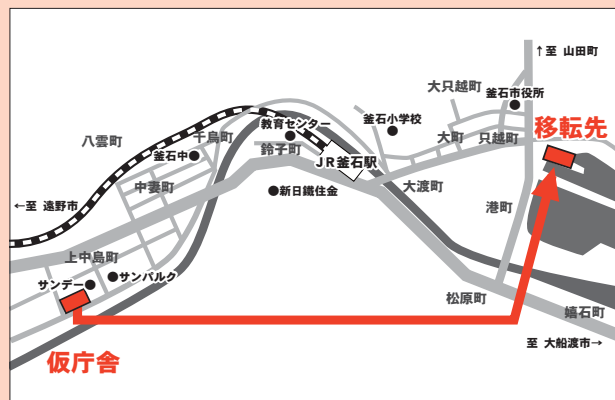 ↑至 山田町
大只越町
釜石市役所
移転先
釜石小学校
教育センター
千鳥町
八雲町
釜石中
鈴子町
大町
只越町
JR釜石駅
中妻町
大渡町
新日鐵住金
←至 遠野市
港町
上中島町
サンパルク
サンデー
松原町
嬉石町
仮庁舎
至 大船渡市→